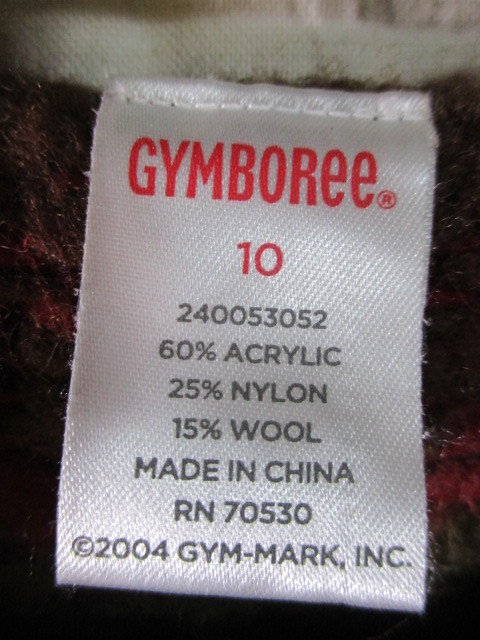 GYMBOREE®
10
240053052
60% ACRYLIC
25% NYLON
15% WOOL
MADE IN CHINA
RN 70530
©2004 GYM-MARK, INC.